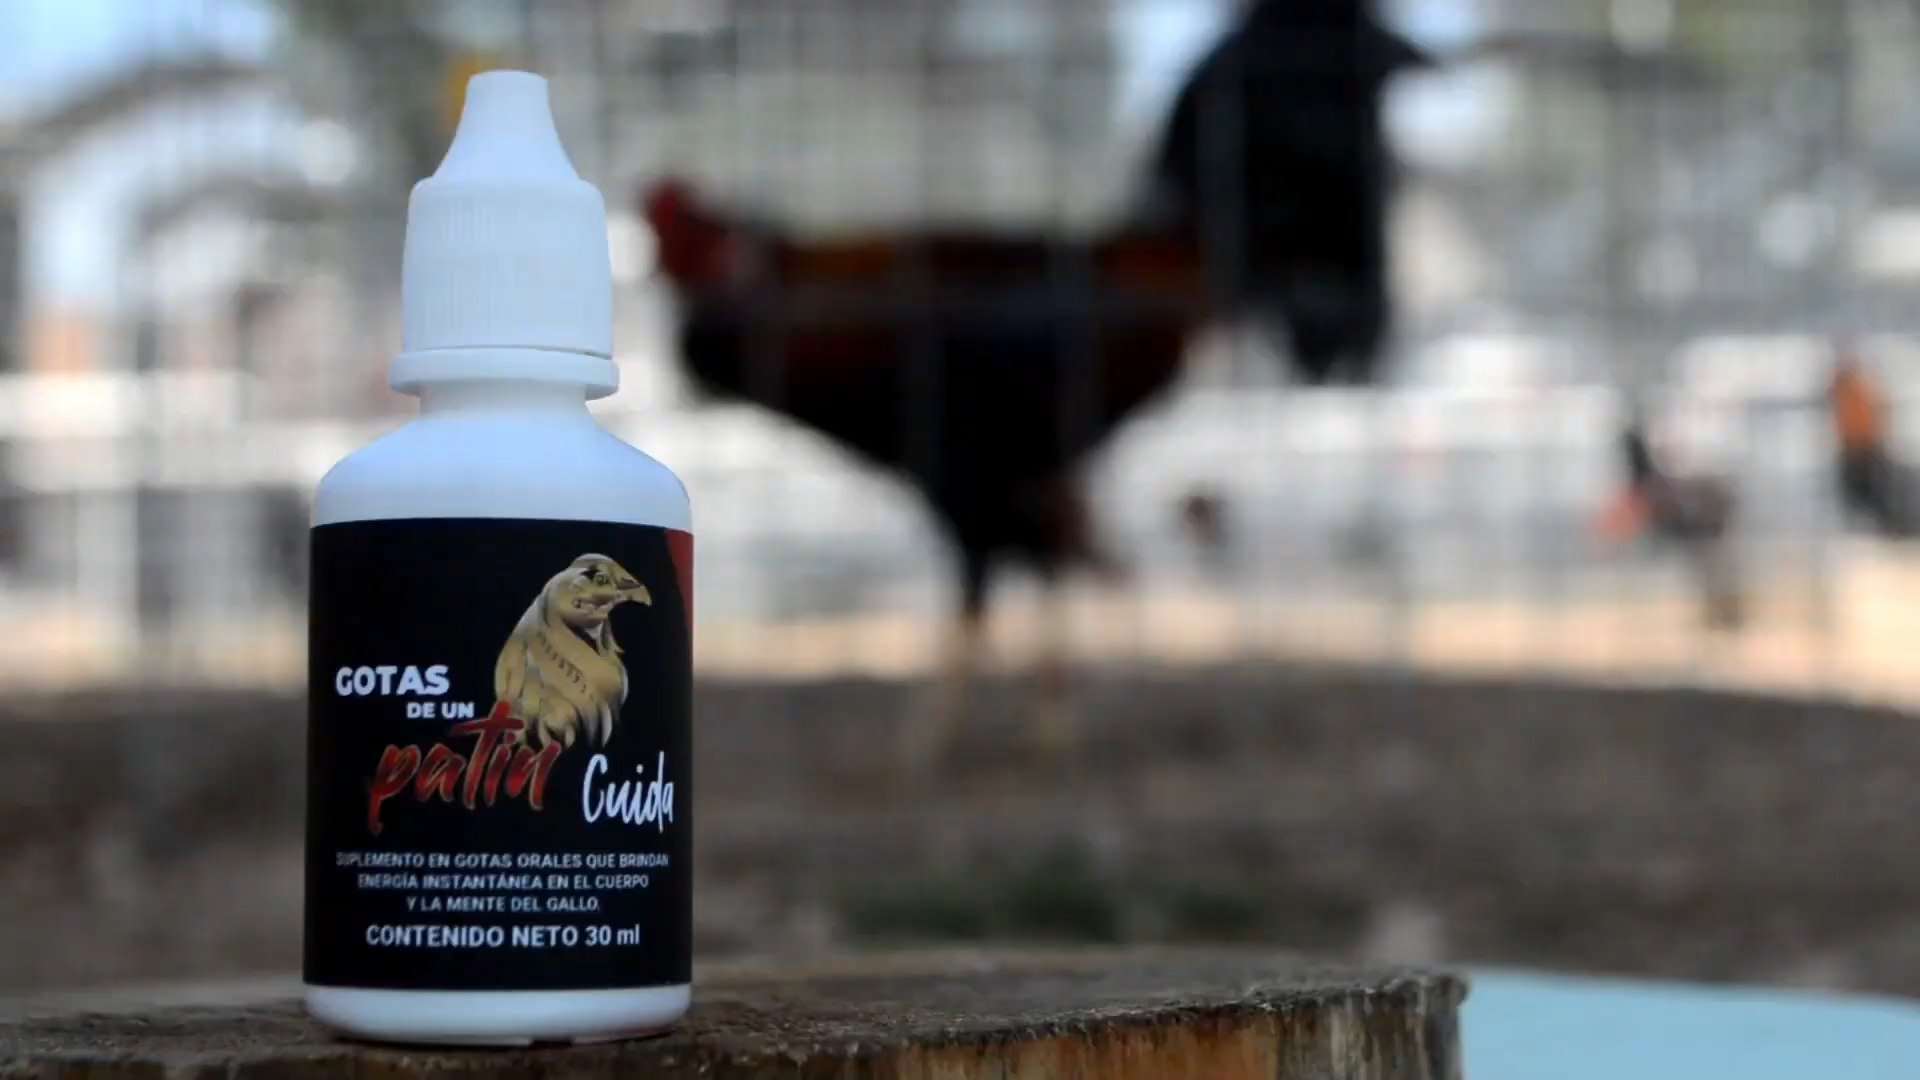 GOTAS
DE UN
patín
Cuida
SUPLEMENTO EN GOTAS ORALES QUE BRINDAN
ENERGÍA INSTANTÁNEA EN EL CUERPO
Y LA MENTE DEL GALLO.
CONTENIDO NETO 30 ml